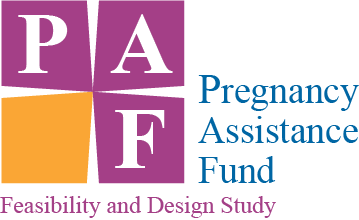 P A
F
Pregnancy
Assistance
Fund
Feasibility and Design Study